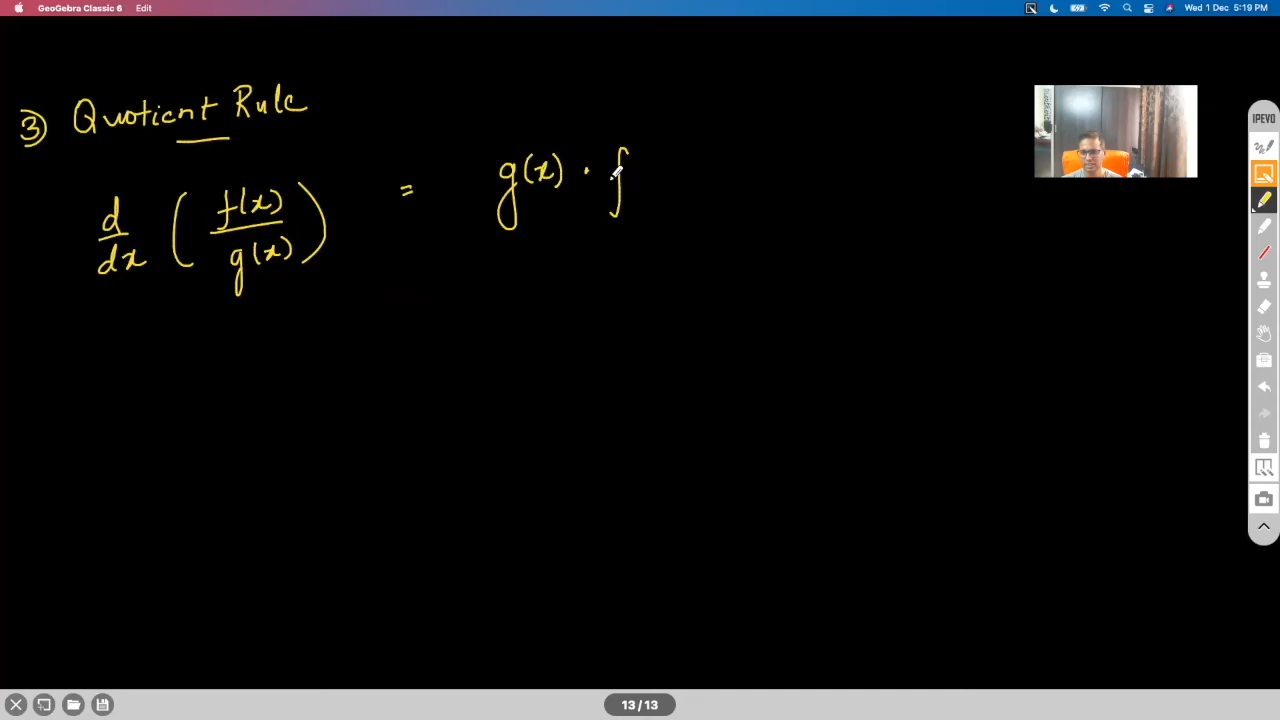 GeoGebra Classic 6 Edit Wed 1 Dec 5:19 PM
IPEVO
③ Quotient Rule
d/dx ( f(x)/g(x) ) = g(x) · f
13/13